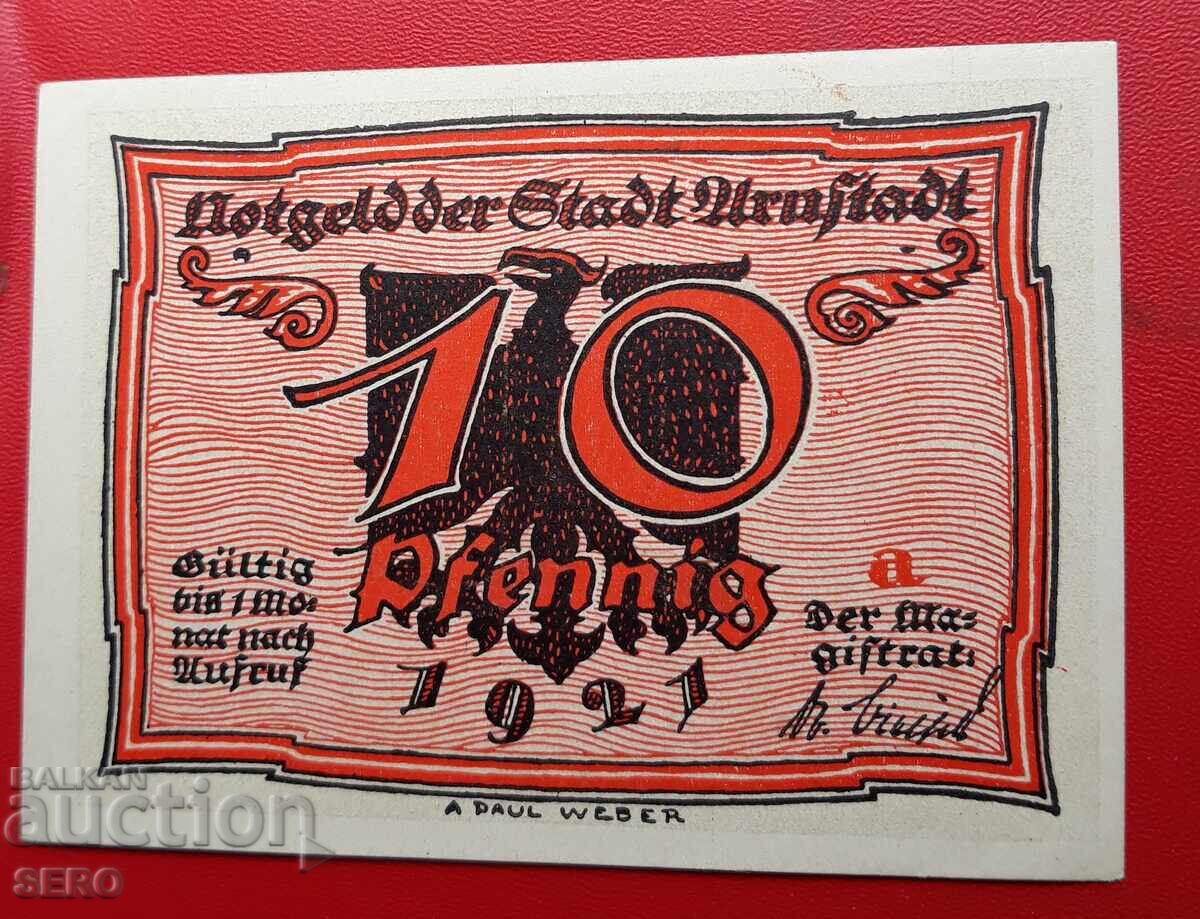 Notgeld der Stadt Arnstadt
10
Pfennig
1921
Gültig
bis 1 Mo-
nat nach
Aufruf
a
Der Ma-
gistrat:
A PAUL WEBER
BALKAN
auction
SERO